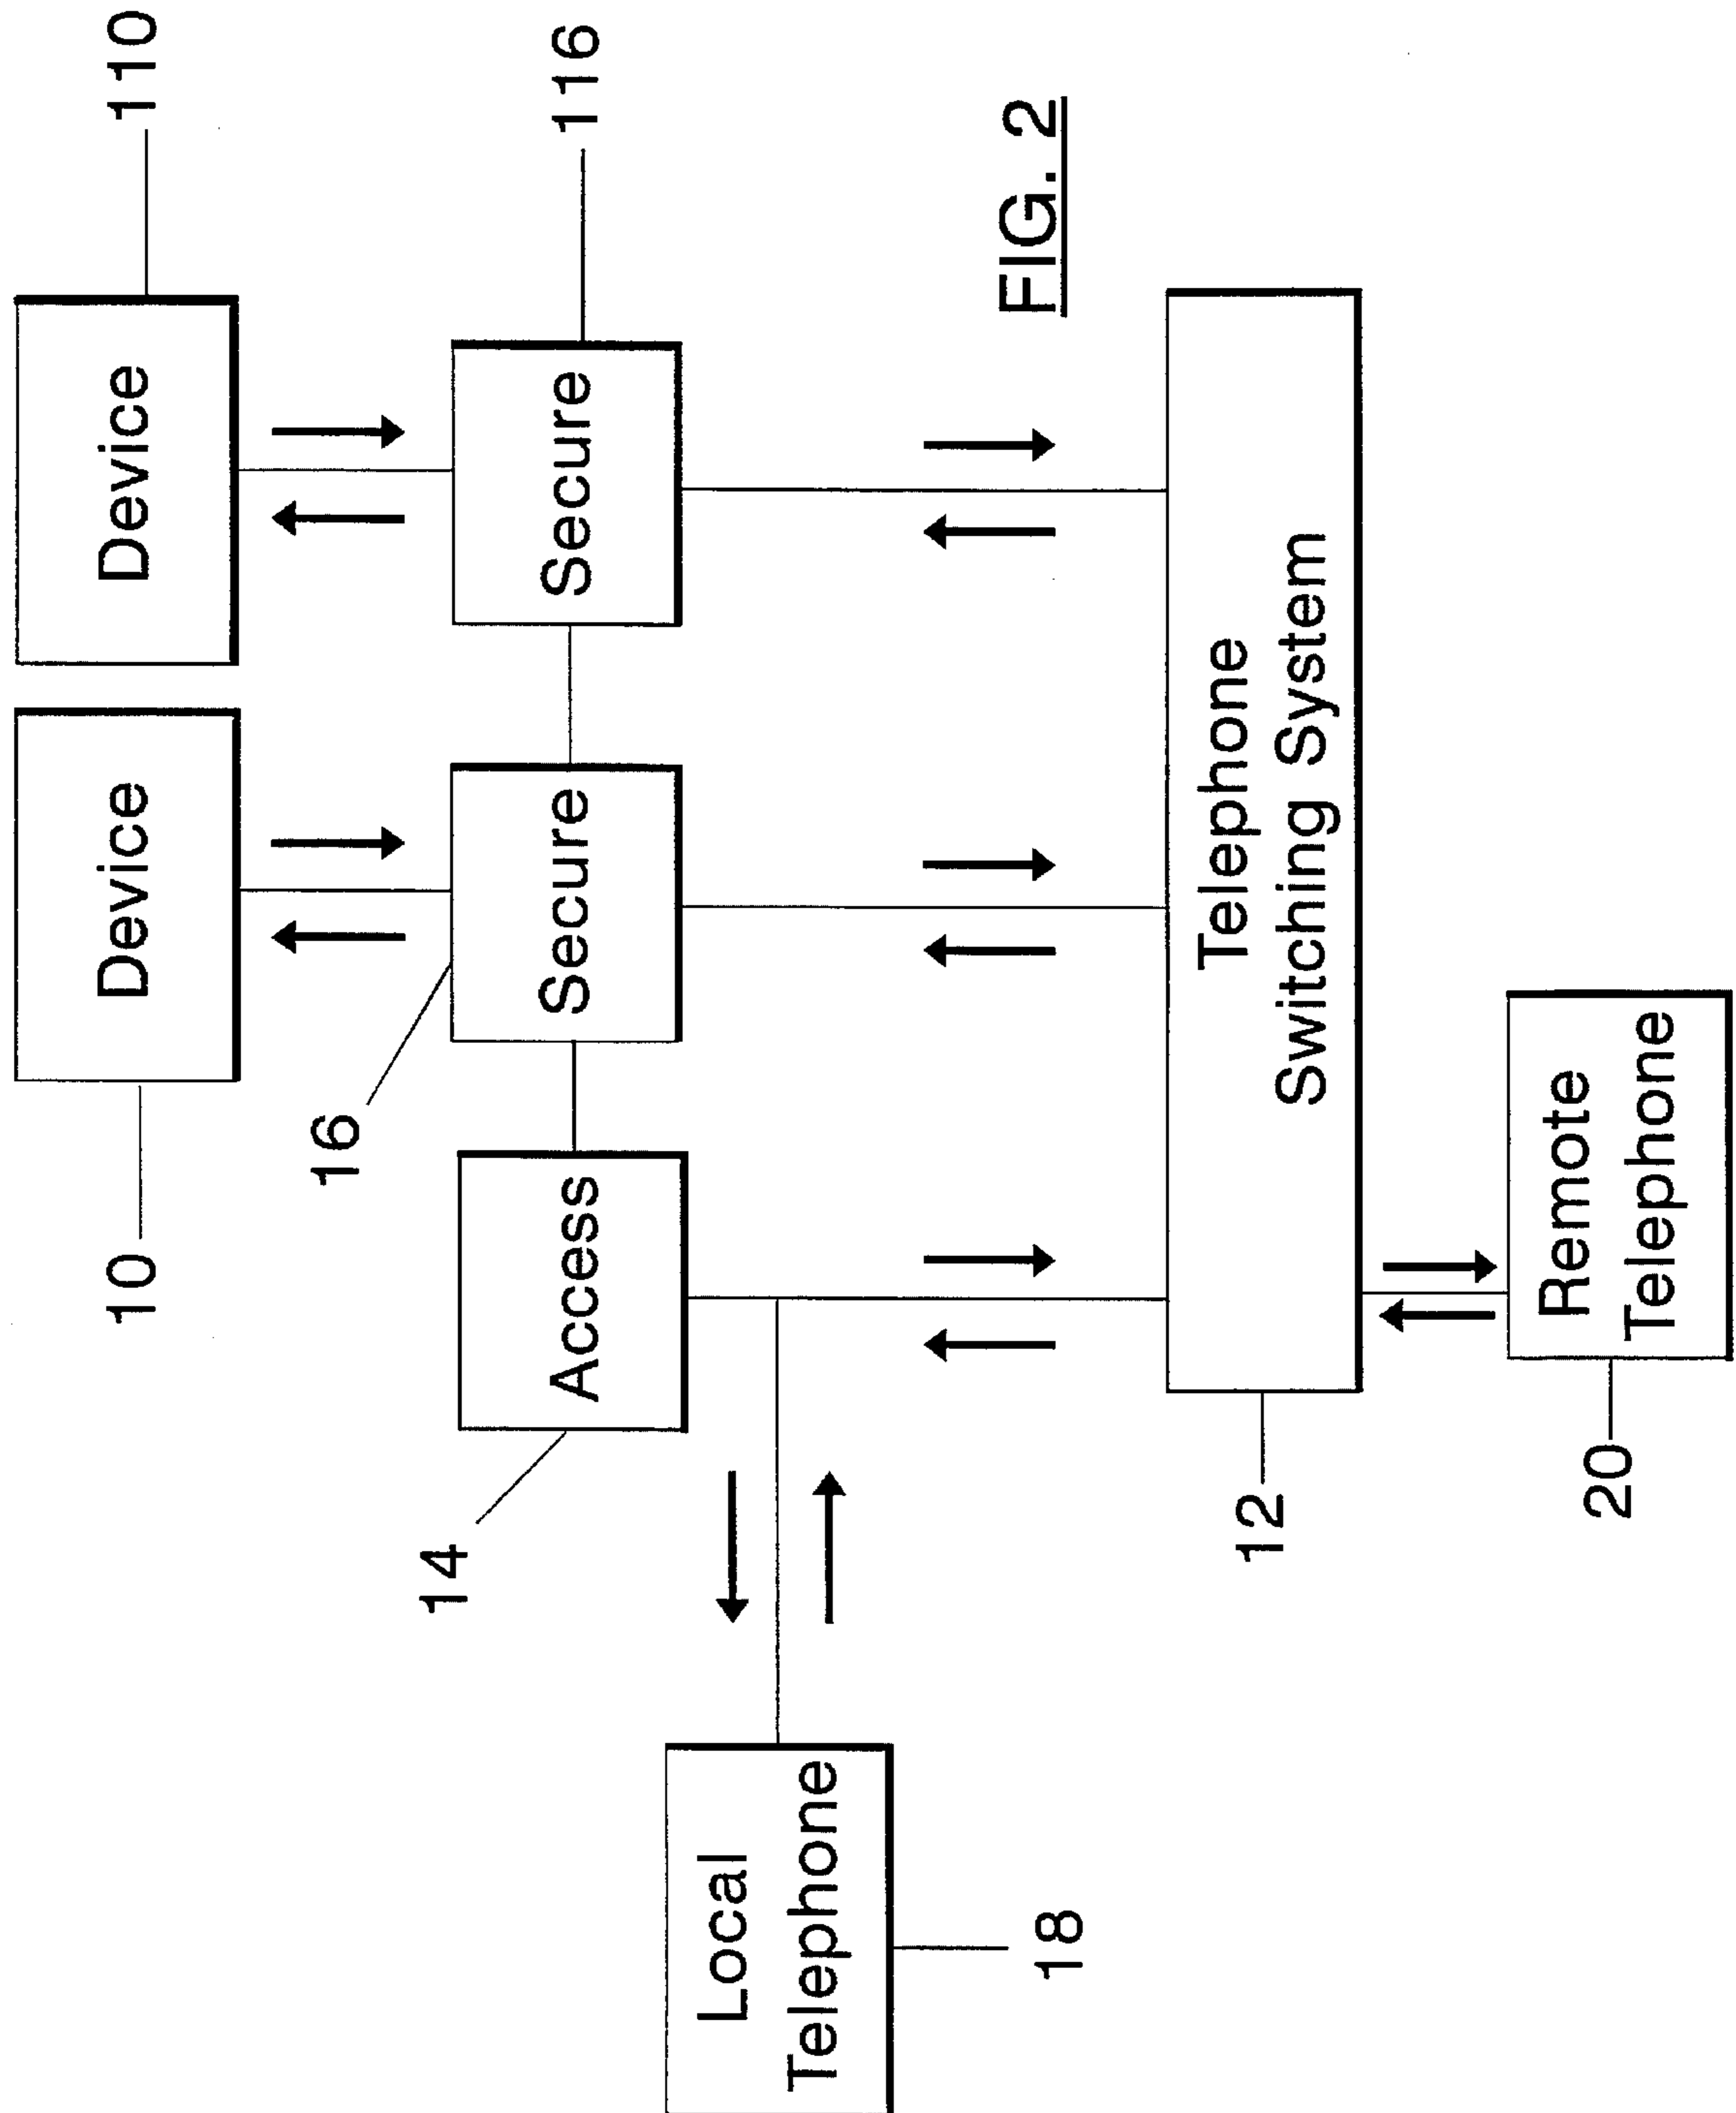 110
Device
116
Secure
FIG. 2
Device
10
Secure
16
Access
14
Telephone
Switching System
12
Remote
Telephone
20
Local
Telephone
18